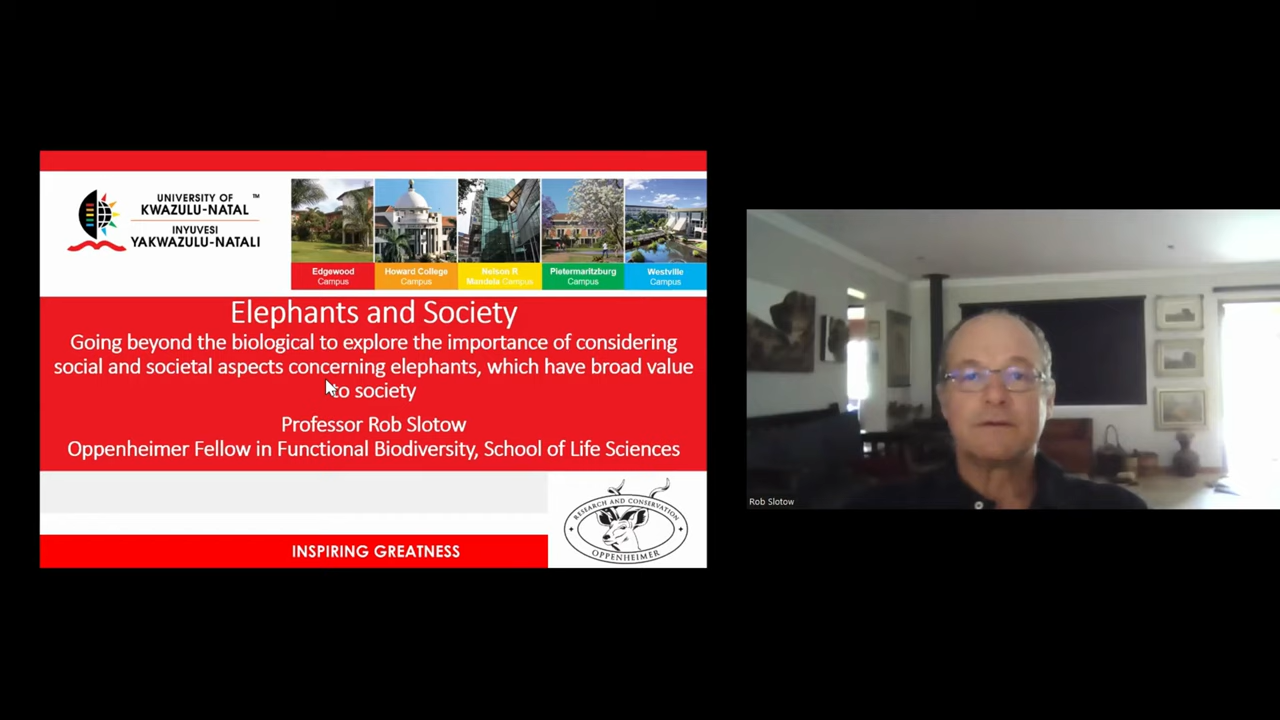 UNIVERSITY OF ™
KWAZULU-NATAL
INYUVESI
YAKWAZULU-NATALI
Edgewood
Campus
Howard College
Campus
Nelson R
Mandela Campus
Pietermaritzburg
Campus
Westville
Campus
Elephants and Society
Going beyond the biological to explore the importance of considering
social and societal aspects concerning elephants, which have broad value
to society
Professor Rob Slotow
Oppenheimer Fellow in Functional Biodiversity, School of Life Sciences
RESEARCH AND CONSERVATION
OPPENHEIMER
INSPIRING GREATNESS
Rob Slotow